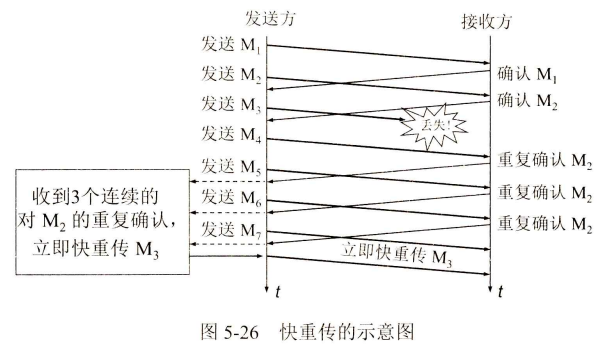 发送方
接收方
发送 M₁
发送 M₂
确认 M₁
发送 M₃
确认 M₂
丢失!
发送 M₄
重复确认 M₂
发送 M₅
重复确认 M₂
发送 M₆
重复确认 M₂
发送 M₇
收到3个连续的
对 M₂ 的重复确认，
立即快重传 M₃
立即快重传 M₃
t
t
图 5-26 快重传的示意图